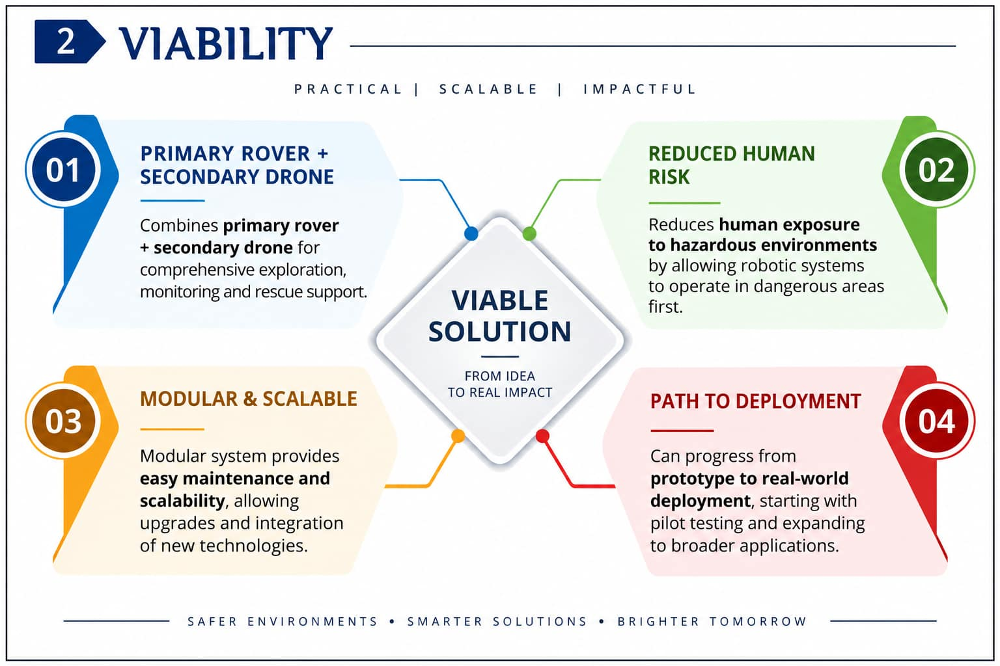 2 VIABILITY
PRACTICAL | SCALABLE | IMPACTFUL
01
PRIMARY ROVER +
SECONDARY DRONE
Combines primary rover
+ secondary drone for
comprehensive exploration,
monitoring and rescue support.
02
REDUCED HUMAN
RISK
Reduces human exposure
to hazardous environments
by allowing robotic systems
to operate in dangerous areas
first.
VIABLE
SOLUTION
FROM IDEA
TO REAL IMPACT
03
MODULAR & SCALABLE
Modular system provides
easy maintenance and
scalability, allowing
upgrades and integration
of new technologies.
04
PATH TO DEPLOYMENT
Can progress from
prototype to real-world
deployment, starting with
pilot testing and expanding
to broader applications.
SAFER ENVIRONMENTS • SMARTER SOLUTIONS • BRIGHTER TOMORROW